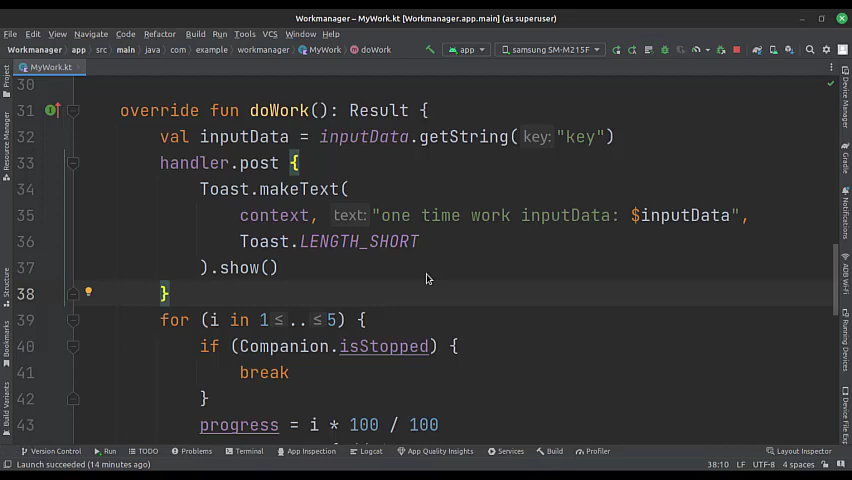 Workmanager – MyWork.kt [Workmanager.app.main] (as superuser)
File Edit View Navigate Code Refactor Build Run Tools VCS Window Help
Workmanager app src main java com example workmanager MyWork doWork app samsung SM-M215F
MyWork.kt
30
31 override fun doWork(): Result {
32 val inputData = inputData.getString( key: "key")
33 handler.post {
34 Toast.makeText(
35 context, text: "one time work inputData: $inputData",
36 Toast.LENGTH_SHORT
37 ).show()
38 }
39 for (i in 1≤..≤5) {
40 if (Companion.isStopped) {
41 break
42 }
43 progress = i * 100 / 100
Project
Resource Manager
Structure
Bookmarks
Build Variants
Device Manager
Gradle
Notifications
ADB Wi-Fi
Running Devices
Version Control Run TODO Problems Terminal App Inspection Logcat App Quality Insights Services Build Profiler Layout Inspector
Launch succeeded (14 minutes ago) 38:10 LF UTF-8 4 spaces